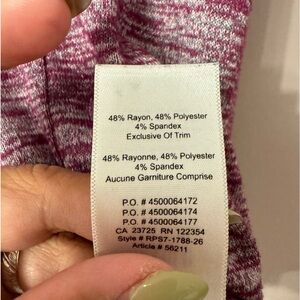 48% Rayon, 48% Polyester
4% Spandex
Exclusive Of Trim
48% Rayonne, 48% Polyester
4% Spandex
Aucune Garniture Comprise
P.O. # 4500064172
P.O. # 4500064174
P.O. # 4500064177
CA 23725 RN 122354
Style # RPS7-1788-26
Article # 56211